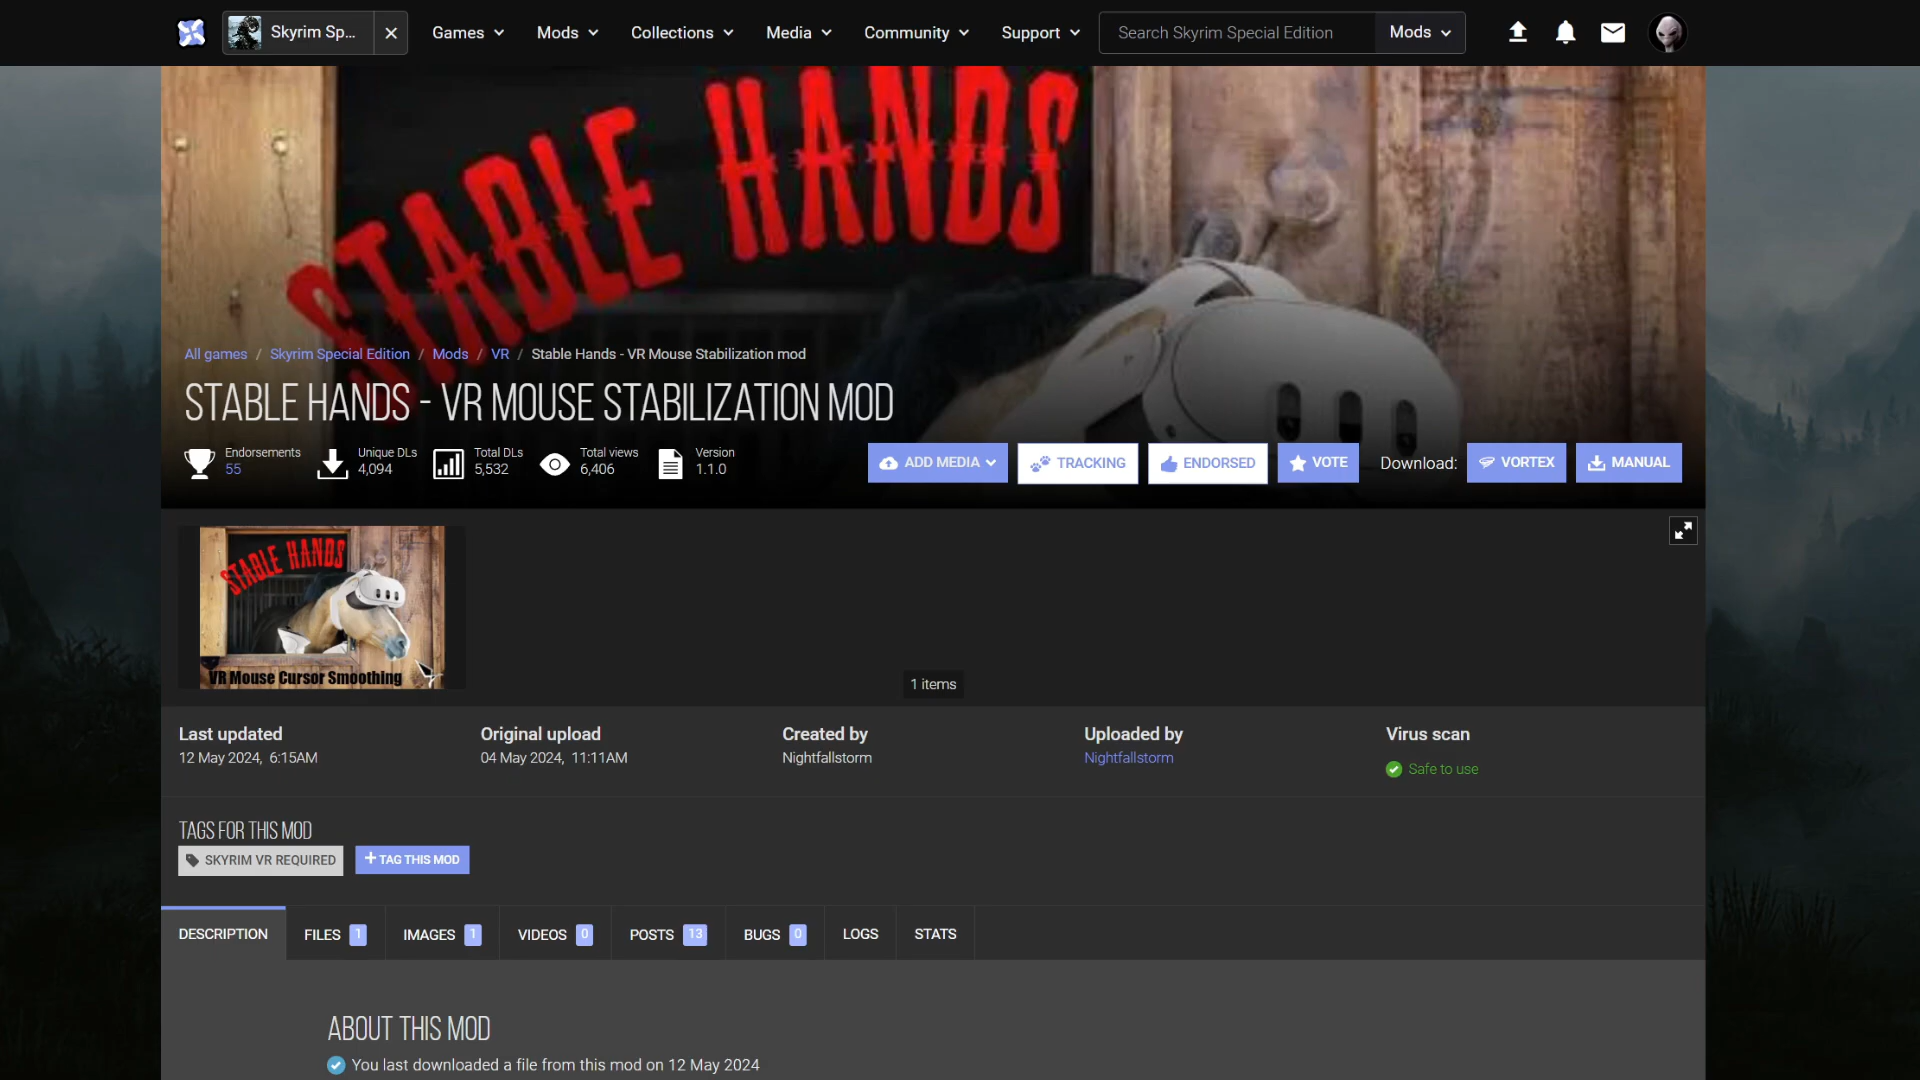 Skyrim Sp...
Games
Mods
Collections
Media
Community
Support
Search Skyrim Special Edition
Mods
STABLE HANDS
All games / Skyrim Special Edition / Mods / VR / Stable Hands - VR Mouse Stabilization mod
STABLE HANDS - VR MOUSE STABILIZATION MOD
Endorsements
55
Unique DLs
4,094
Total DLs
5,532
Total views
6,406
Version
1.1.0
ADD MEDIA
TRACKING
ENDORSED
VOTE
Download:
VORTEX
MANUAL
STABLE HANDS
VR Mouse Cursor Smoothing
1 items
Last updated
12 May 2024, 6:15AM
Original upload
04 May 2024, 11:11AM
Created by
Nightfallstorm
Uploaded by
Nightfallstorm
Virus scan
Safe to use
TAGS FOR THIS MOD
SKYRIM VR REQUIRED
+ TAG THIS MOD
DESCRIPTION
FILES 1
IMAGES 1
VIDEOS 0
POSTS 13
BUGS 0
LOGS
STATS
ABOUT THIS MOD
You last downloaded a file from this mod on 12 May 2024